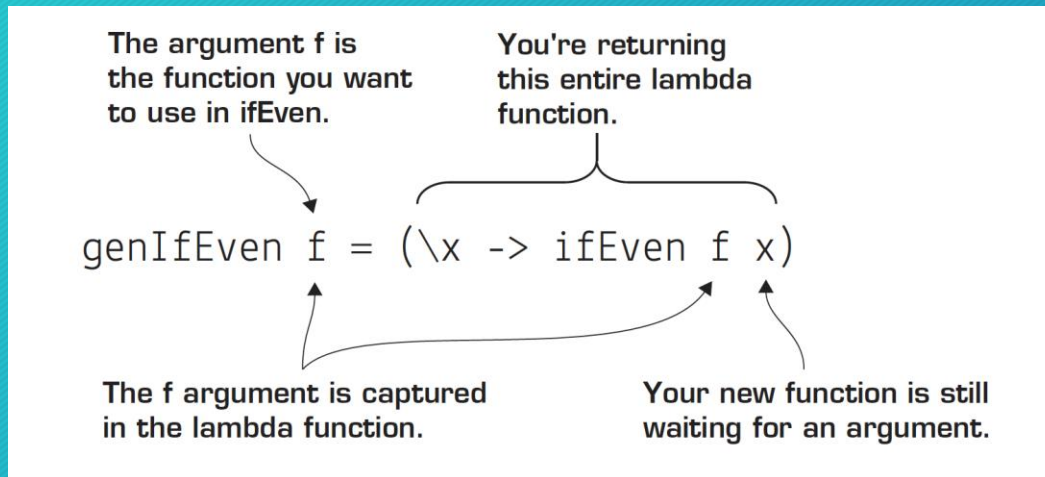 The argument f is
the function you want
to use in ifEven.
You're returning
this entire lambda
function.
genIfEven f = (\x -> ifEven f x)
The f argument is captured
in the lambda function.
Your new function is still
waiting for an argument.